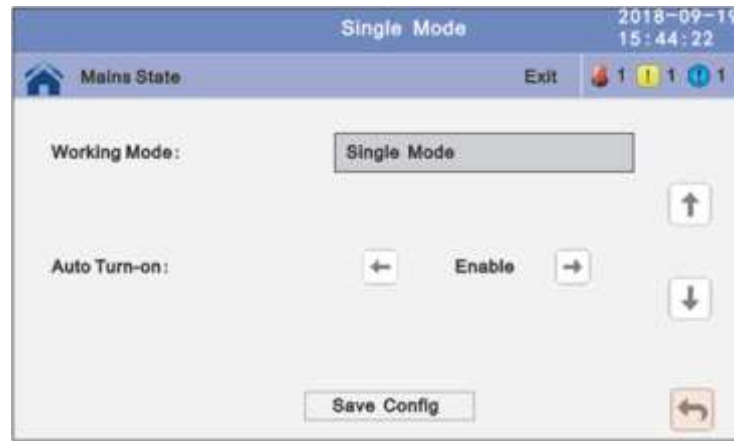 Single Mode
2018-09-19
15:44:22
Mains State
Exit
1
1
1
Working Mode:
Single Mode
Auto Turn-on:
Enable
Save Config